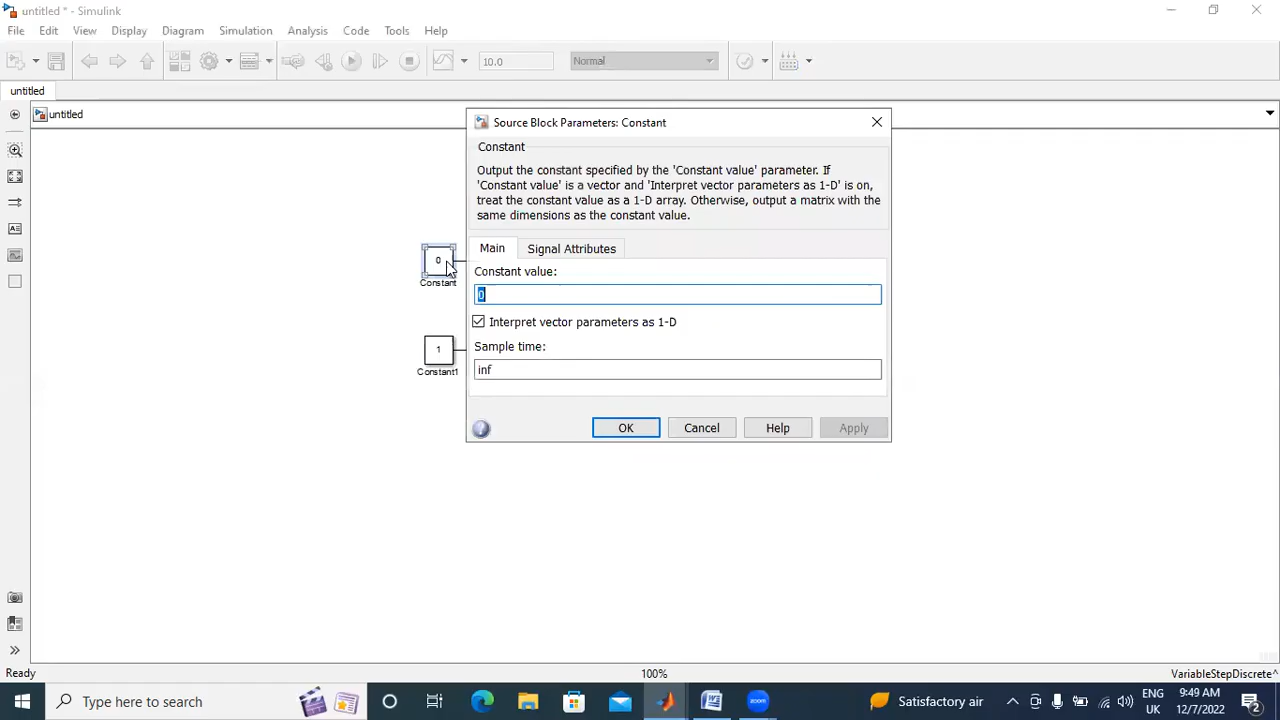 untitled * - Simulink
File Edit View Display Diagram Simulation Analysis Code Tools Help
10.0 Normal
untitled
untitled
Source Block Parameters: Constant
Constant
Output the constant specified by the 'Constant value' parameter. If
'Constant value' is a vector and 'Interpret vector parameters as 1-D' is on,
treat the constant value as a 1-D array. Otherwise, output a matrix with the
same dimensions as the constant value.
Main Signal Attributes
Constant value:
0
Interpret vector parameters as 1-D
Sample time:
inf
OK Cancel Help Apply
0
Constant
1
Constant1
Ready 100% VariableStepDiscrete^
Type here to search
zoom
Satisfactory air
ENG
UK
9:49 AM
12/7/2022
2